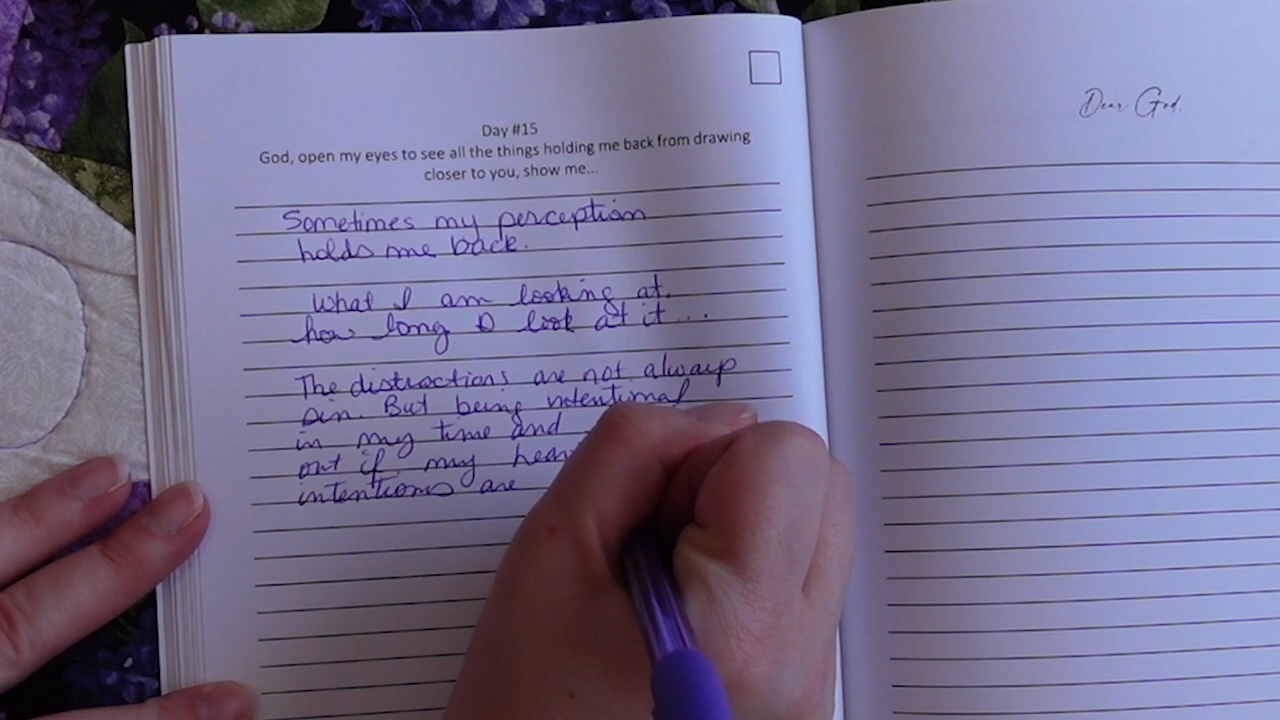 Day #15
God, open my eyes to see all the things holding me back from drawing
closer to you, show me...
Sometimes my perception
holds me back.
What I am looking at,
how long I look at it...
The distractions are not always
sin. But being intentional
in my time and
out if my
intentions are
Dear God,